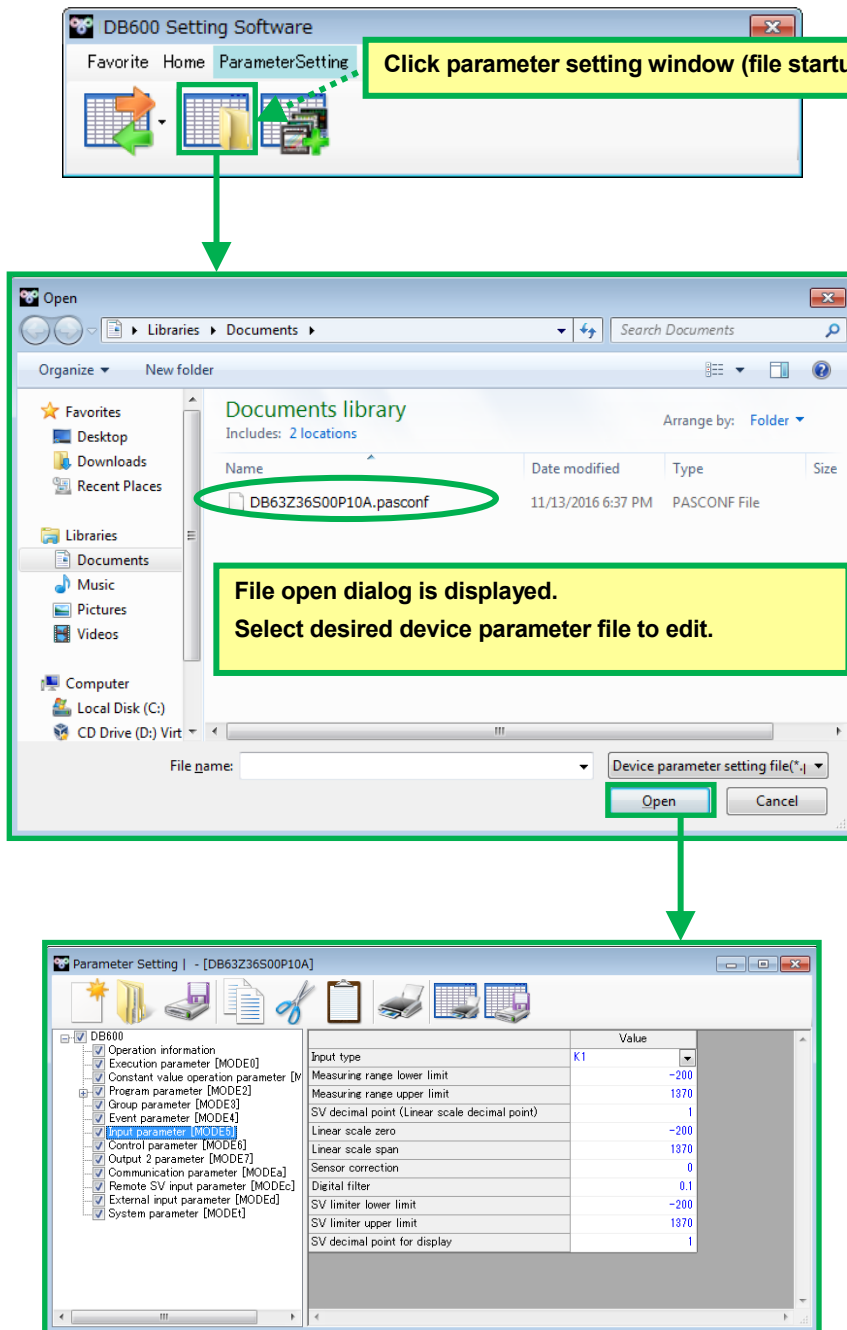 DB600 Setting Software
Favorite Home ParameterSetting
Click parameter setting window (file startu
Open
Libraries Documents
Search Documents
Organize New folder
Favorites
Desktop
Downloads
Recent Places
Libraries
Documents
Music
Pictures
Videos
Computer
Local Disk (C:)
CD Drive (D:) Virt
Documents library
Includes: 2 locations
Arrange by: Folder
Name Date modified Type Size
DB63Z36S00P10A.pasconf 11/13/2016 6:37 PM PASCONF File
File open dialog is displayed.
Select desired device parameter file to edit.
File name:
Device parameter setting file(*.p
Open Cancel
Parameter Setting | - [DB63Z36S00P10A]
DB600
Operation information
Execution parameter [MODE0]
Constant value operation parameter [M
Program parameter [MODE2]
Group parameter [MODE3]
Event parameter [MODE4]
Input parameter [MODE5]
Control parameter [MODE6]
Output 2 parameter [MODE7]
Communication parameter [MODEa]
Remote SV input parameter [MODEc]
External input parameter [MODEd]
System parameter [MODEt]
Value
Input type K1
Measuring range lower limit -200
Measuring range upper limit 1370
SV decimal point (Linear scale decimal point) 1
Linear scale zero -200
Linear scale span 1370
Sensor correction 0
Digital filter 0.1
SV limiter lower limit -200
SV limiter upper limit 1370
SV decimal point for display 1